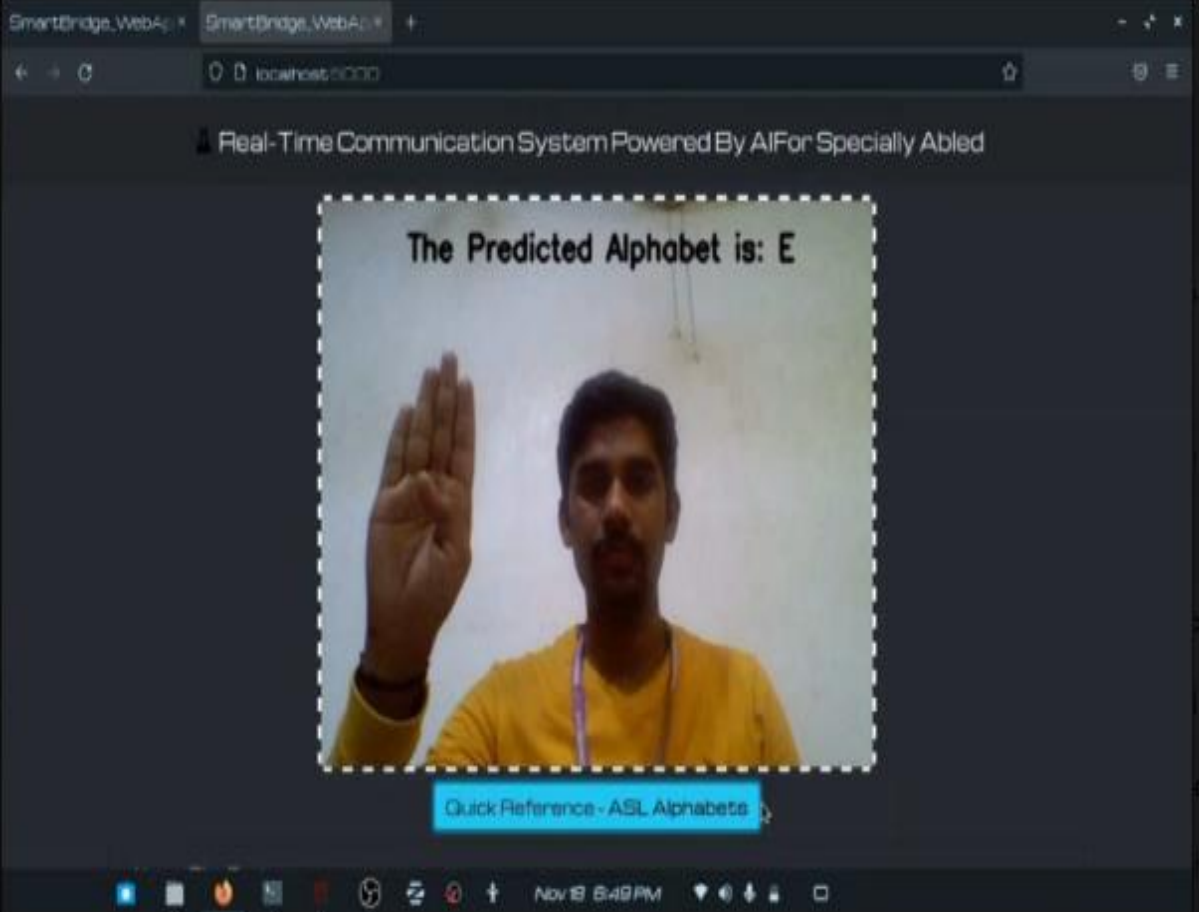 SmartBridge_WebAp
SmartBridge_WebAp
localhost:5000
Real-Time Communication System Powered By AIFor Specially Abled
The Predicted Alphabet is: E
Quick Reference - ASL Alphabets
Nov 18 6:49 PM